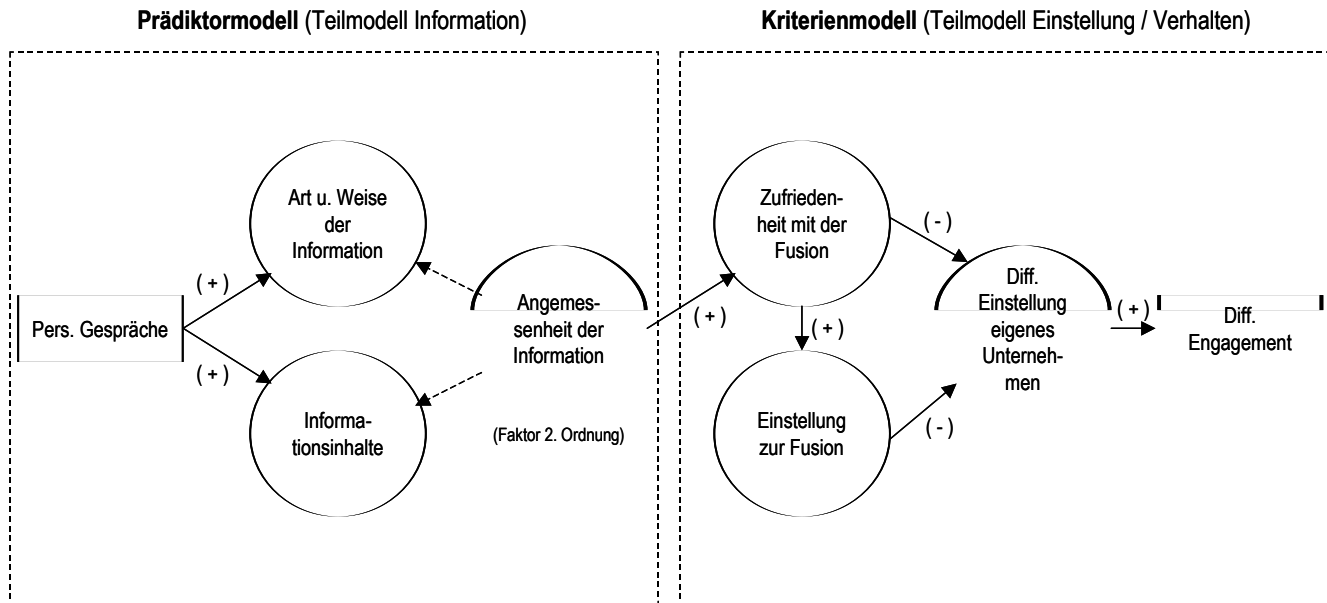 Prädiktormodell (Teilmodell Information)
Kriterienmodell (Teilmodell Einstellung / Verhalten)
Pers. Gespräche
( + )
( + )
Art u. Weise
der
Information
Informa-
tionsinhalte
Angemes-
senheit der
Information
(Faktor 2. Ordnung)
( + )
Zufrieden-
heit mit der
Fusion
( + )
Einstellung
zur Fusion
( - )
( - )
Diff.
Einstellung
eigenes
Unterneh-
men
( + )
Diff.
Engagement